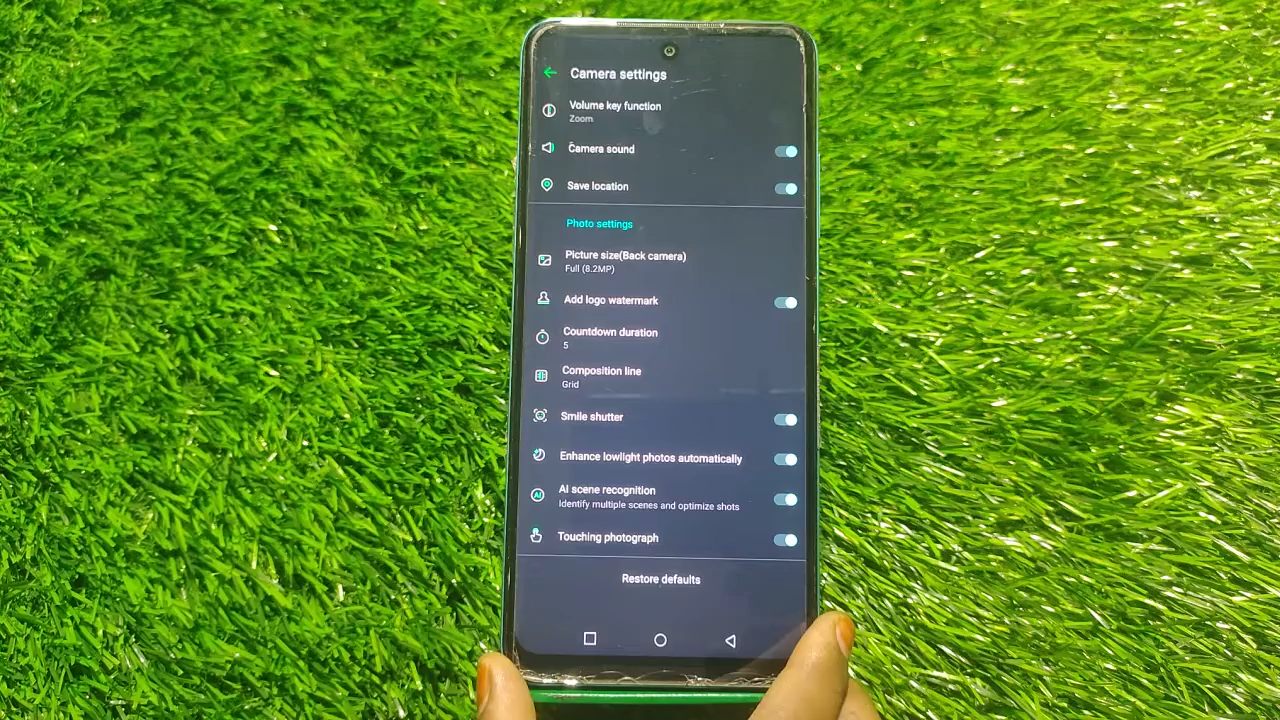 Camera settings
Volume key function
Zoom
Camera sound
Save location
Photo settings
Picture size(Back camera)
Full (8.2MP)
Add logo watermark
Countdown duration
5
Composition line
Grid
Smile shutter
Enhance lowlight photos automatically
AI
AI scene recognition
Identify multiple scenes and optimize shots
Touching photograph
Restore defaults